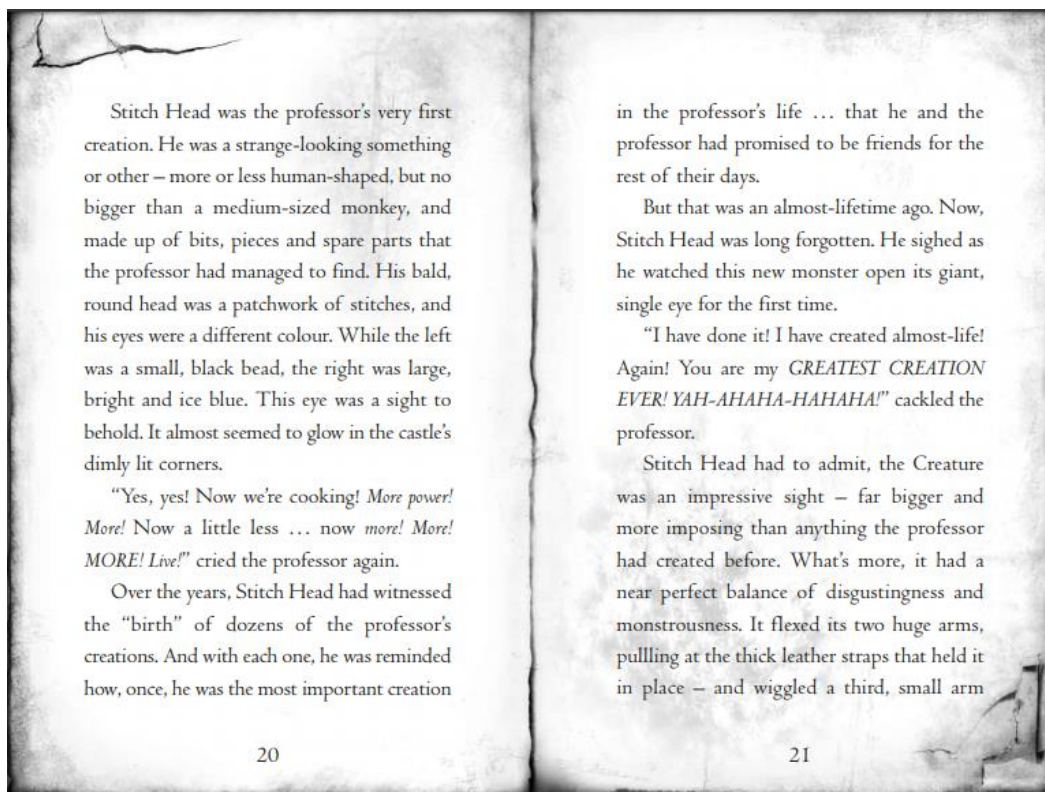 Stitch Head was the professor's very first
creation. He was a strange-looking something
or other – more or less human-shaped, but no
bigger than a medium-sized monkey, and
made up of bits, pieces and spare parts that
the professor had managed to find. His bald,
round head was a patchwork of stitches, and
his eyes were a different colour. While the left
was a small, black bead, the right was large,
bright and ice blue. This eye was a sight to
behold. It almost seemed to glow in the castle's
dimly lit corners.
“Yes, yes! Now we're cooking! More power!
More! Now a little less … now more! More!
MORE! Live!” cried the professor again.
Over the years, Stitch Head had witnessed
the “birth” of dozens of the professor's
creations. And with each one, he was reminded
how, once, he was the most important creation
20
in the professor's life … that he and the
professor had promised to be friends for the
rest of their days.
But that was an almost-lifetime ago. Now,
Stitch Head was long forgotten. He sighed as
he watched this new monster open its giant,
single eye for the first time.
“I have done it! I have created almost-life!
Again! You are my GREATEST CREATION
EVER! YAH-AHAHA-HAHAHA!” cackled the
professor.
Stitch Head had to admit, the Creature
was an impressive sight – far bigger and
more imposing than anything the professor
had created before. What's more, it had a
near perfect balance of disgustingness and
monstrousness. It flexed its two huge arms,
pullling at the thick leather straps that held it
in place – and wiggled a third, small arm
21